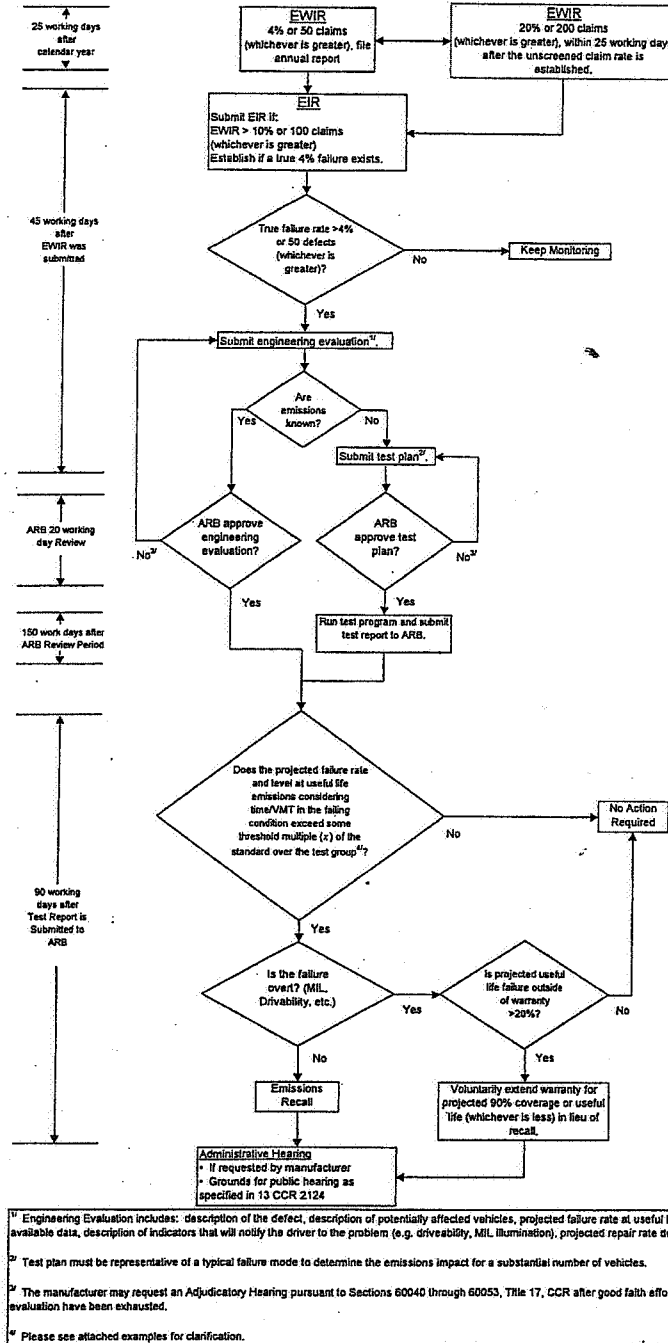 25 working days
after
calendar year
EWIR
4% or 50 claims
(whichever is greater), file
annual report
EWIR
20% or 200 claims
(whichever is greater), within 25 working day
after the unscreened claim rate is
established.
EIR
Submit EIR if:
EWIR > 10% or 100 claims
(whichever is greater)
Establish if a true 4% failure exists.
45 working days
after
EWIR was
submitted
True failure rate >4%
or 50 defects
(whichever is
greater)?
No
Keep Monitoring
Yes
Submit engineering evaluation1/.
Are
emissions
known?
Yes
No
Submit test plan2/.
ARB 20 working
day Review
ARB approve
engineering
evaluation?
No3/
ARB
approve test
plan?
No3/
Yes
Yes
150 work days after
ARB Review Period
Run test program and submit
test report to ARB.
Does the projected failure rate
and level at useful life
emissions considering
time/VMT in the failing
condition exceed some
threshold multiple (x) of the
standard over the test group4/?
No
No Action
Required
90 working
days after
Test Report is
Submitted to
ARB
Yes
Is the failure
overt? (MIL,
Drivability, etc.)
Yes
Is projected useful
life failure outside
of warranty
>20%?
No
No
Yes
Emissions
Recall
Voluntarily extend warranty for
projected 90% coverage or useful
life (whichever is less) in lieu of
recall.
Administrative Hearing
• If requested by manufacturer
• Grounds for public hearing as
specified in 13 CCR 2124
1/ Engineering Evaluation includes: description of the defect, description of potentially affected vehicles, projected failure rate at useful
available data, description of indicators that will notify the driver to the problem (e.g. driveability, MIL illumination), projected repair rate
2/ Test plan must be representative of a typical failure mode to determine the emissions impact for a substantial number of vehicles.
3/ The manufacturer may request an Adjudicatory Hearing pursuant to Sections 60040 through 60053, Title 17, CCR after good faith effo
evaluation have been exhausted.
4/ Please see attached examples for clarification.